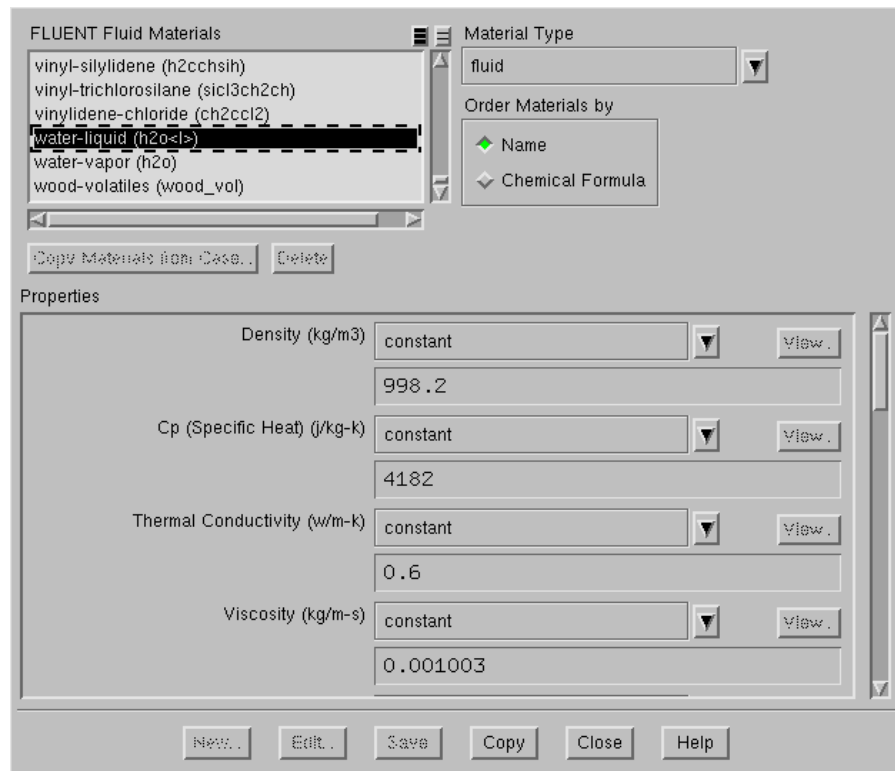 FLUENT Fluid Materials
vinyl-silylidene (h2cchsih)
vinyl-trichlorosilane (sicl3ch2ch)
vinylidene-chloride (ch2ccl2)
water-liquid (h2o<l>)
water-vapor (h2o)
wood-volatiles (wood_vol)
Copy Materials from Case..
Delete
Material Type
fluid
Order Materials by
Name
Chemical Formula
Properties
Density (kg/m3) constant View.
998.2
Cp (Specific Heat) (j/kg-k) constant View.
4182
Thermal Conductivity (w/m-k) constant View.
0.6
Viscosity (kg/m-s) constant View.
0.001003
New.. Edit.. Save Copy Close Help